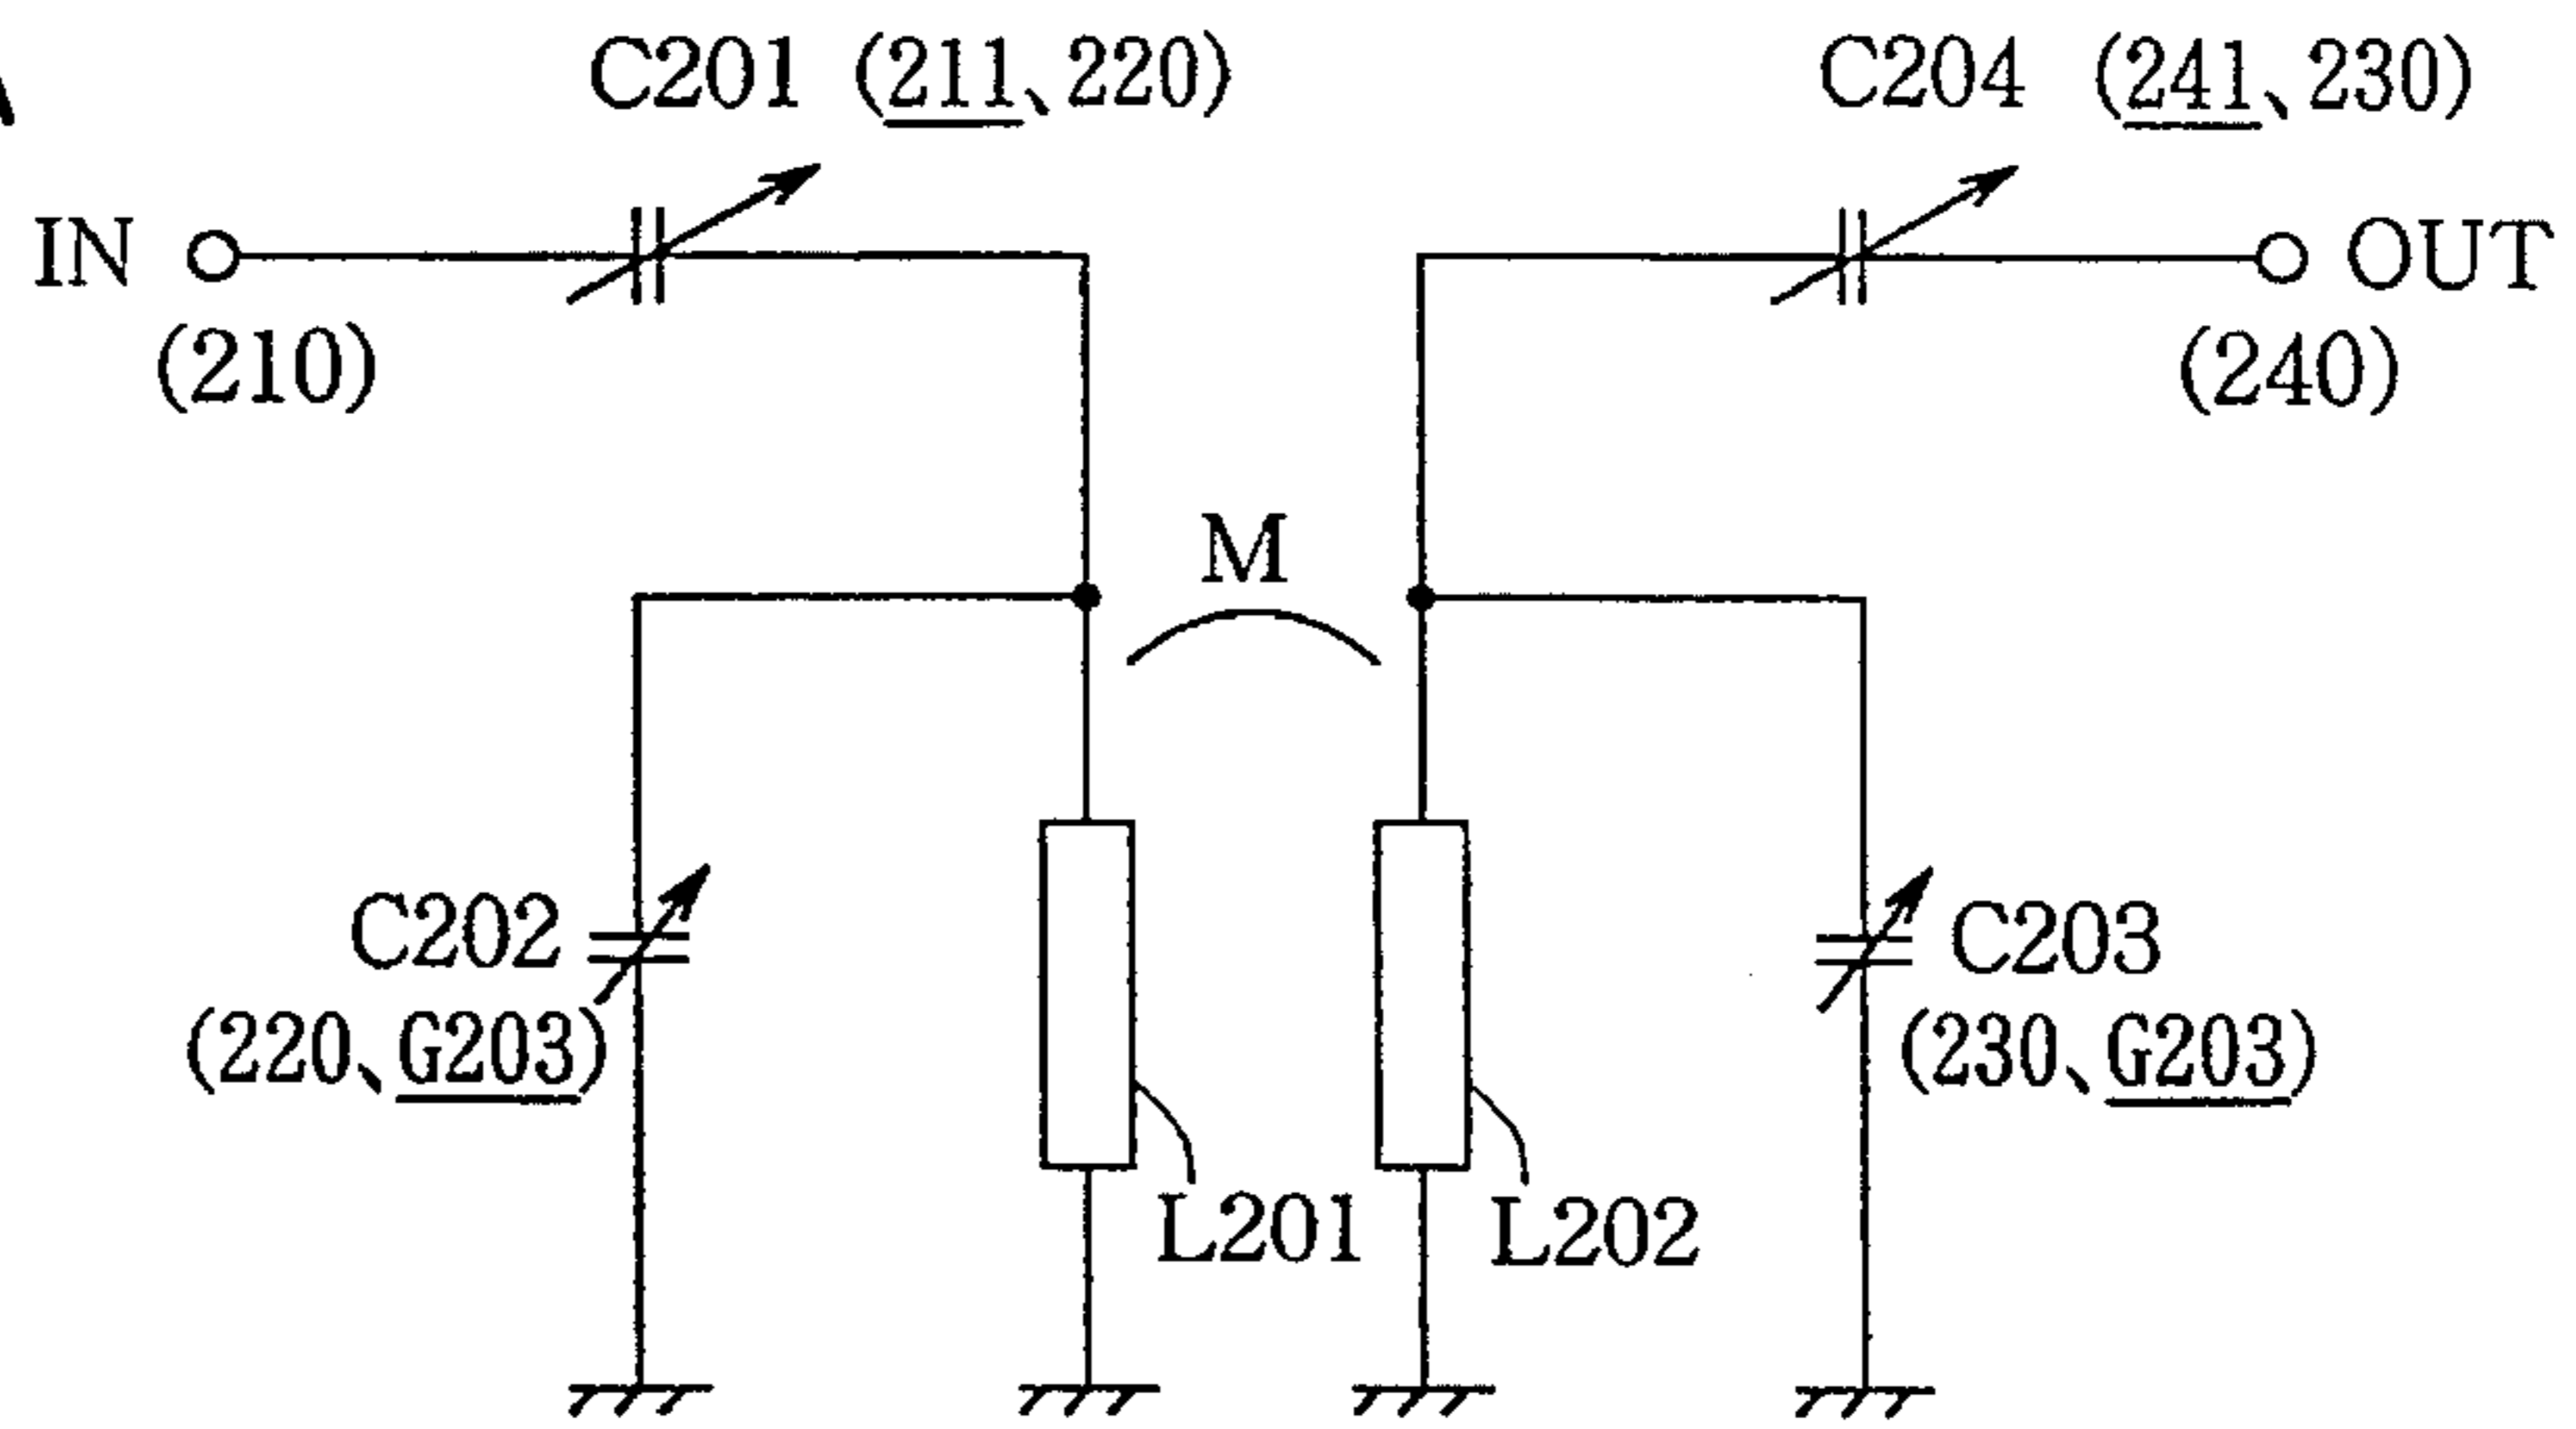 C201 (211、220)
C204 (241、230)
IN
OUT
(210)
(240)
M
C202
C203
(220、G203)
(230、G203)
L201
L202